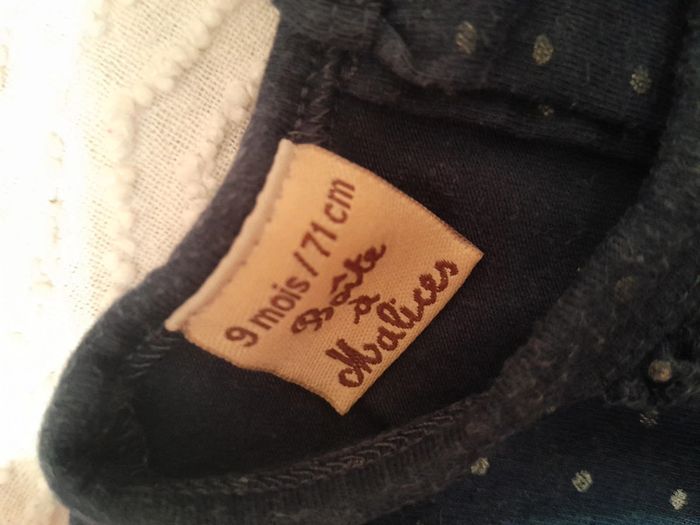 9 mois / 71 cm
Boîte
à
Malices